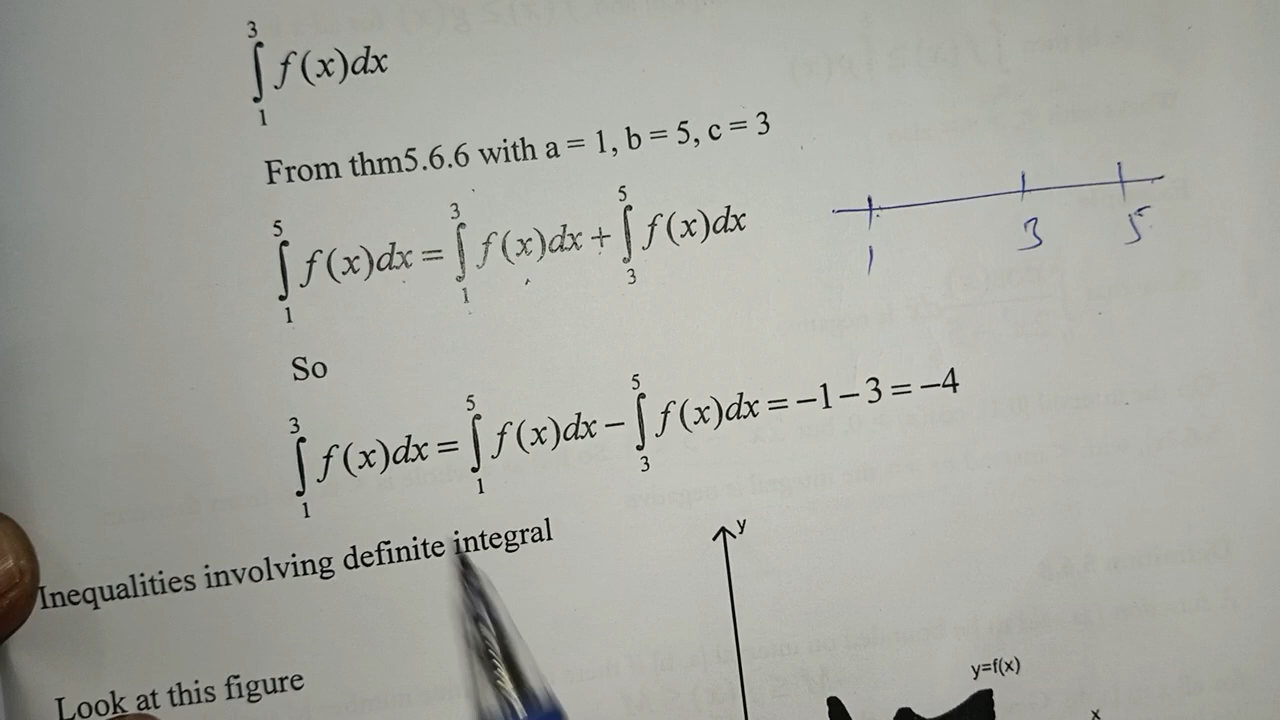 ∫₁³ f(x)dx
From thm5.6.6 with a = 1, b = 5, c = 3
∫₁⁵ f(x)dx = ∫₁³ f(x)dx + ∫₃⁵ f(x)dx
1 3 5
So
∫₁³ f(x)dx = ∫₁⁵ f(x)dx − ∫₃⁵ f(x)dx = −1 − 3 = −4
Inequalities involving definite integral
y
Look at this figure
y=f(x)
x